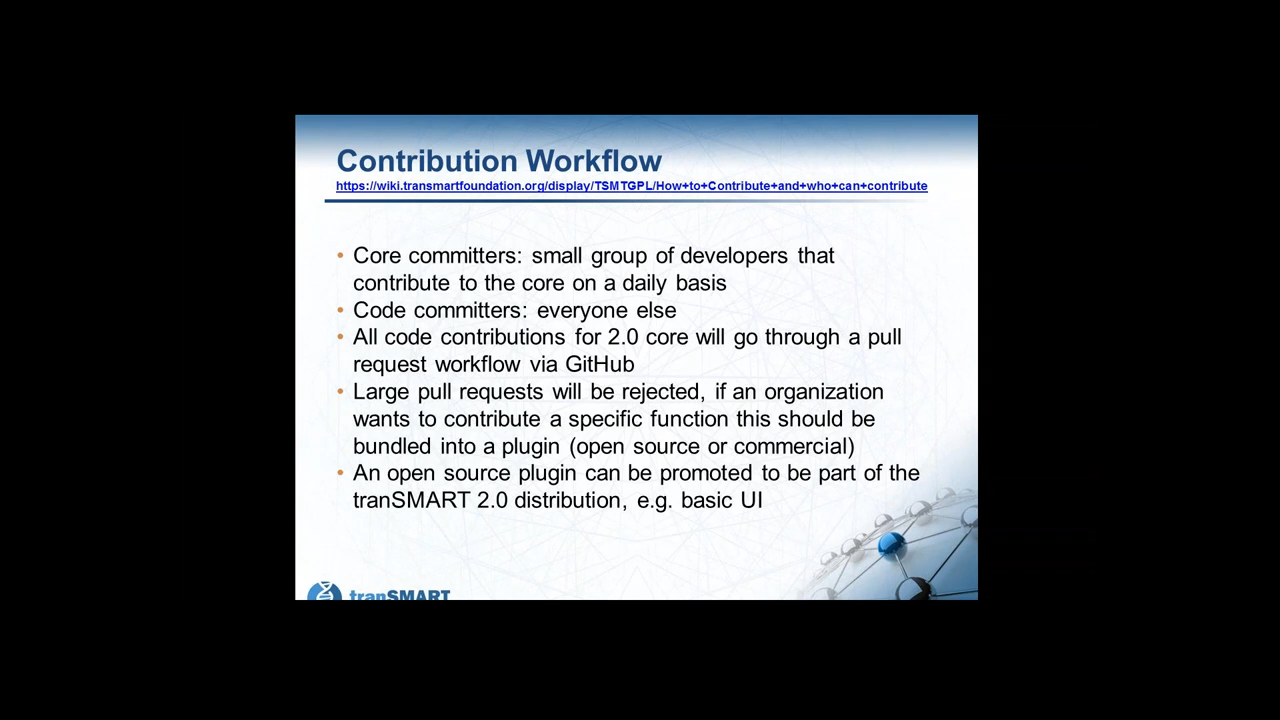 Contribution Workflow
https://wiki.transmartfoundation.org/display/TSMTGPL/How+to+Contribute+and+who+can+contribute
• Core committers: small group of developers that
contribute to the core on a daily basis
• Code committers: everyone else
• All code contributions for 2.0 core will go through a pull
request workflow via GitHub
• Large pull requests will be rejected, if an organization
wants to contribute a specific function this should be
bundled into a plugin (open source or commercial)
• An open source plugin can be promoted to be part of the
tranSMART 2.0 distribution, e.g. basic UI
tranSMART